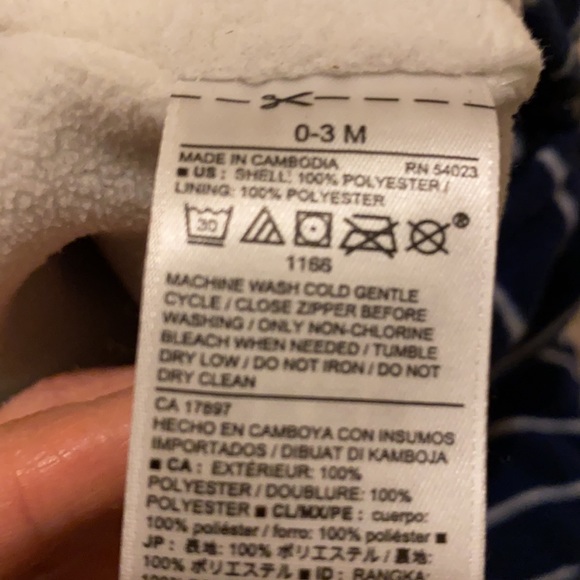 0-3 M
MADE IN CAMBODIA RN 54023
■ US : SHELL: 100% POLYESTER /
LINING: 100% POLYESTER
30 ®
1166
MACHINE WASH COLD GENTLE
CYCLE / CLOSE ZIPPER BEFORE
WASHING / ONLY NON-CHLORINE
BLEACH WHEN NEEDED / TUMBLE
DRY LOW / DO NOT IRON / DO NOT
DRY CLEAN
CA 17897
HECHO EN CAMBOYA CON INSUMOS
IMPORTADOS / DIBUAT DI KAMBOJA
■ CA : EXTÉRIEUR: 100%
POLYESTER / DOUBLURE: 100%
POLYESTER ■ CL/MX/PE : cuerpo:
100% poliéster / forro: 100% poliéster ■
JP : 表地: 100% ポリエステル / 裏地:
100% ポリエステル ■ ID : RANGKA: